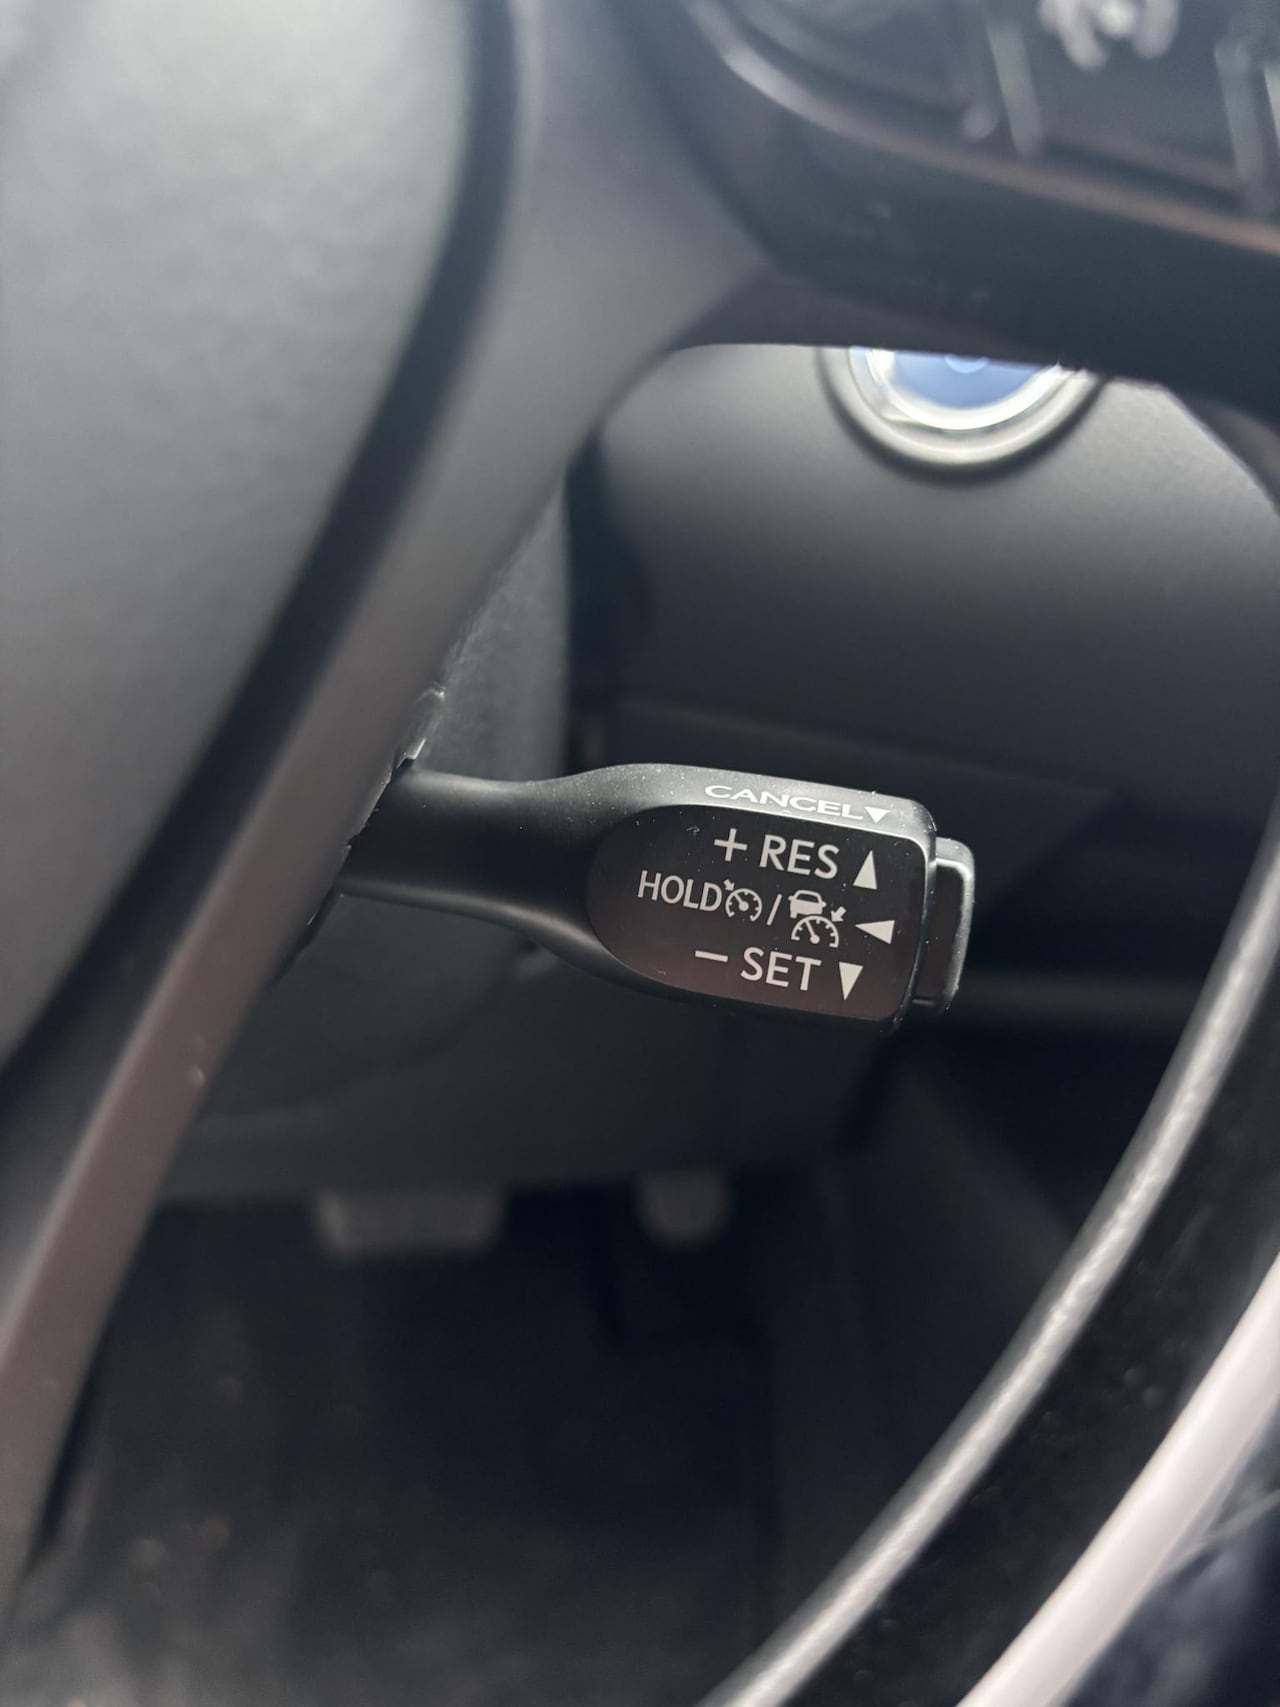 CANCEL▼
+ RES ▲
HOLD / ◀
− SET ▼